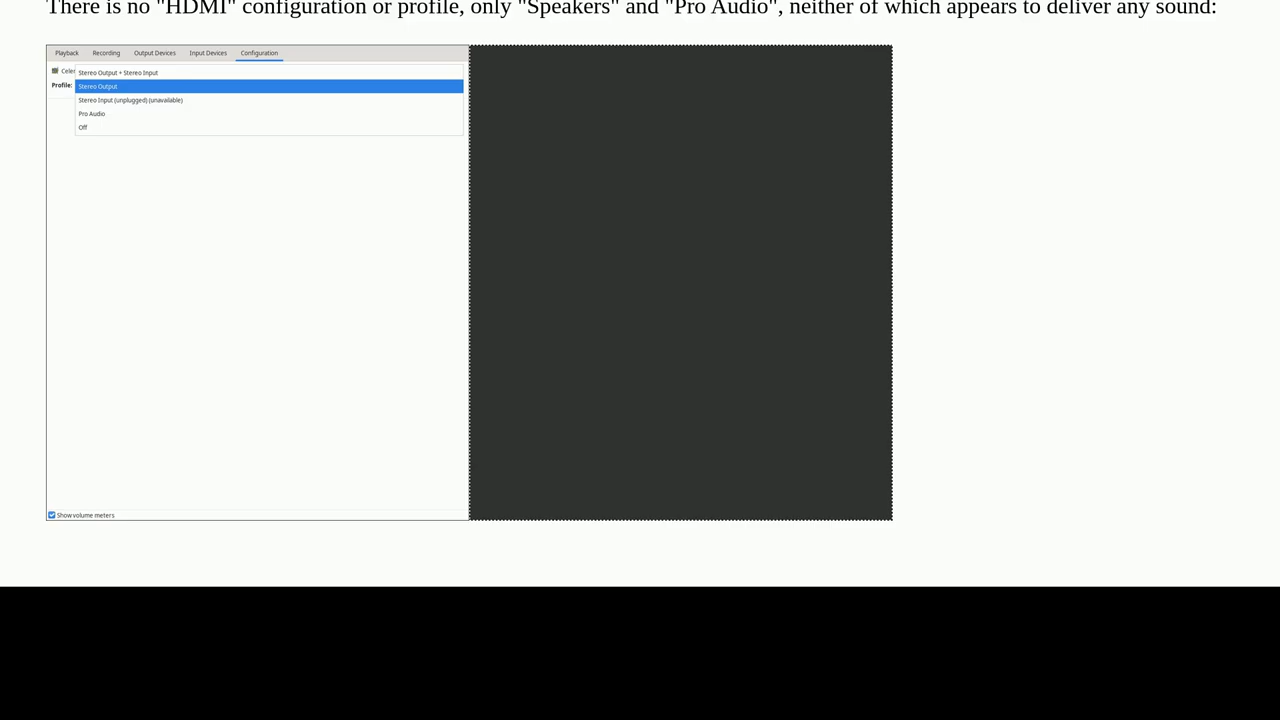 There is no "HDMI" configuration or profile, only "Speakers" and "Pro Audio", neither of which appears to deliver any sound:
Playback Recording Output Devices Input Devices Configuration
Celer
Stereo Output + Stereo Input
Profile:
Stereo Output
Stereo Input (unplugged) (unavailable)
Pro Audio
Off
Show volume meters